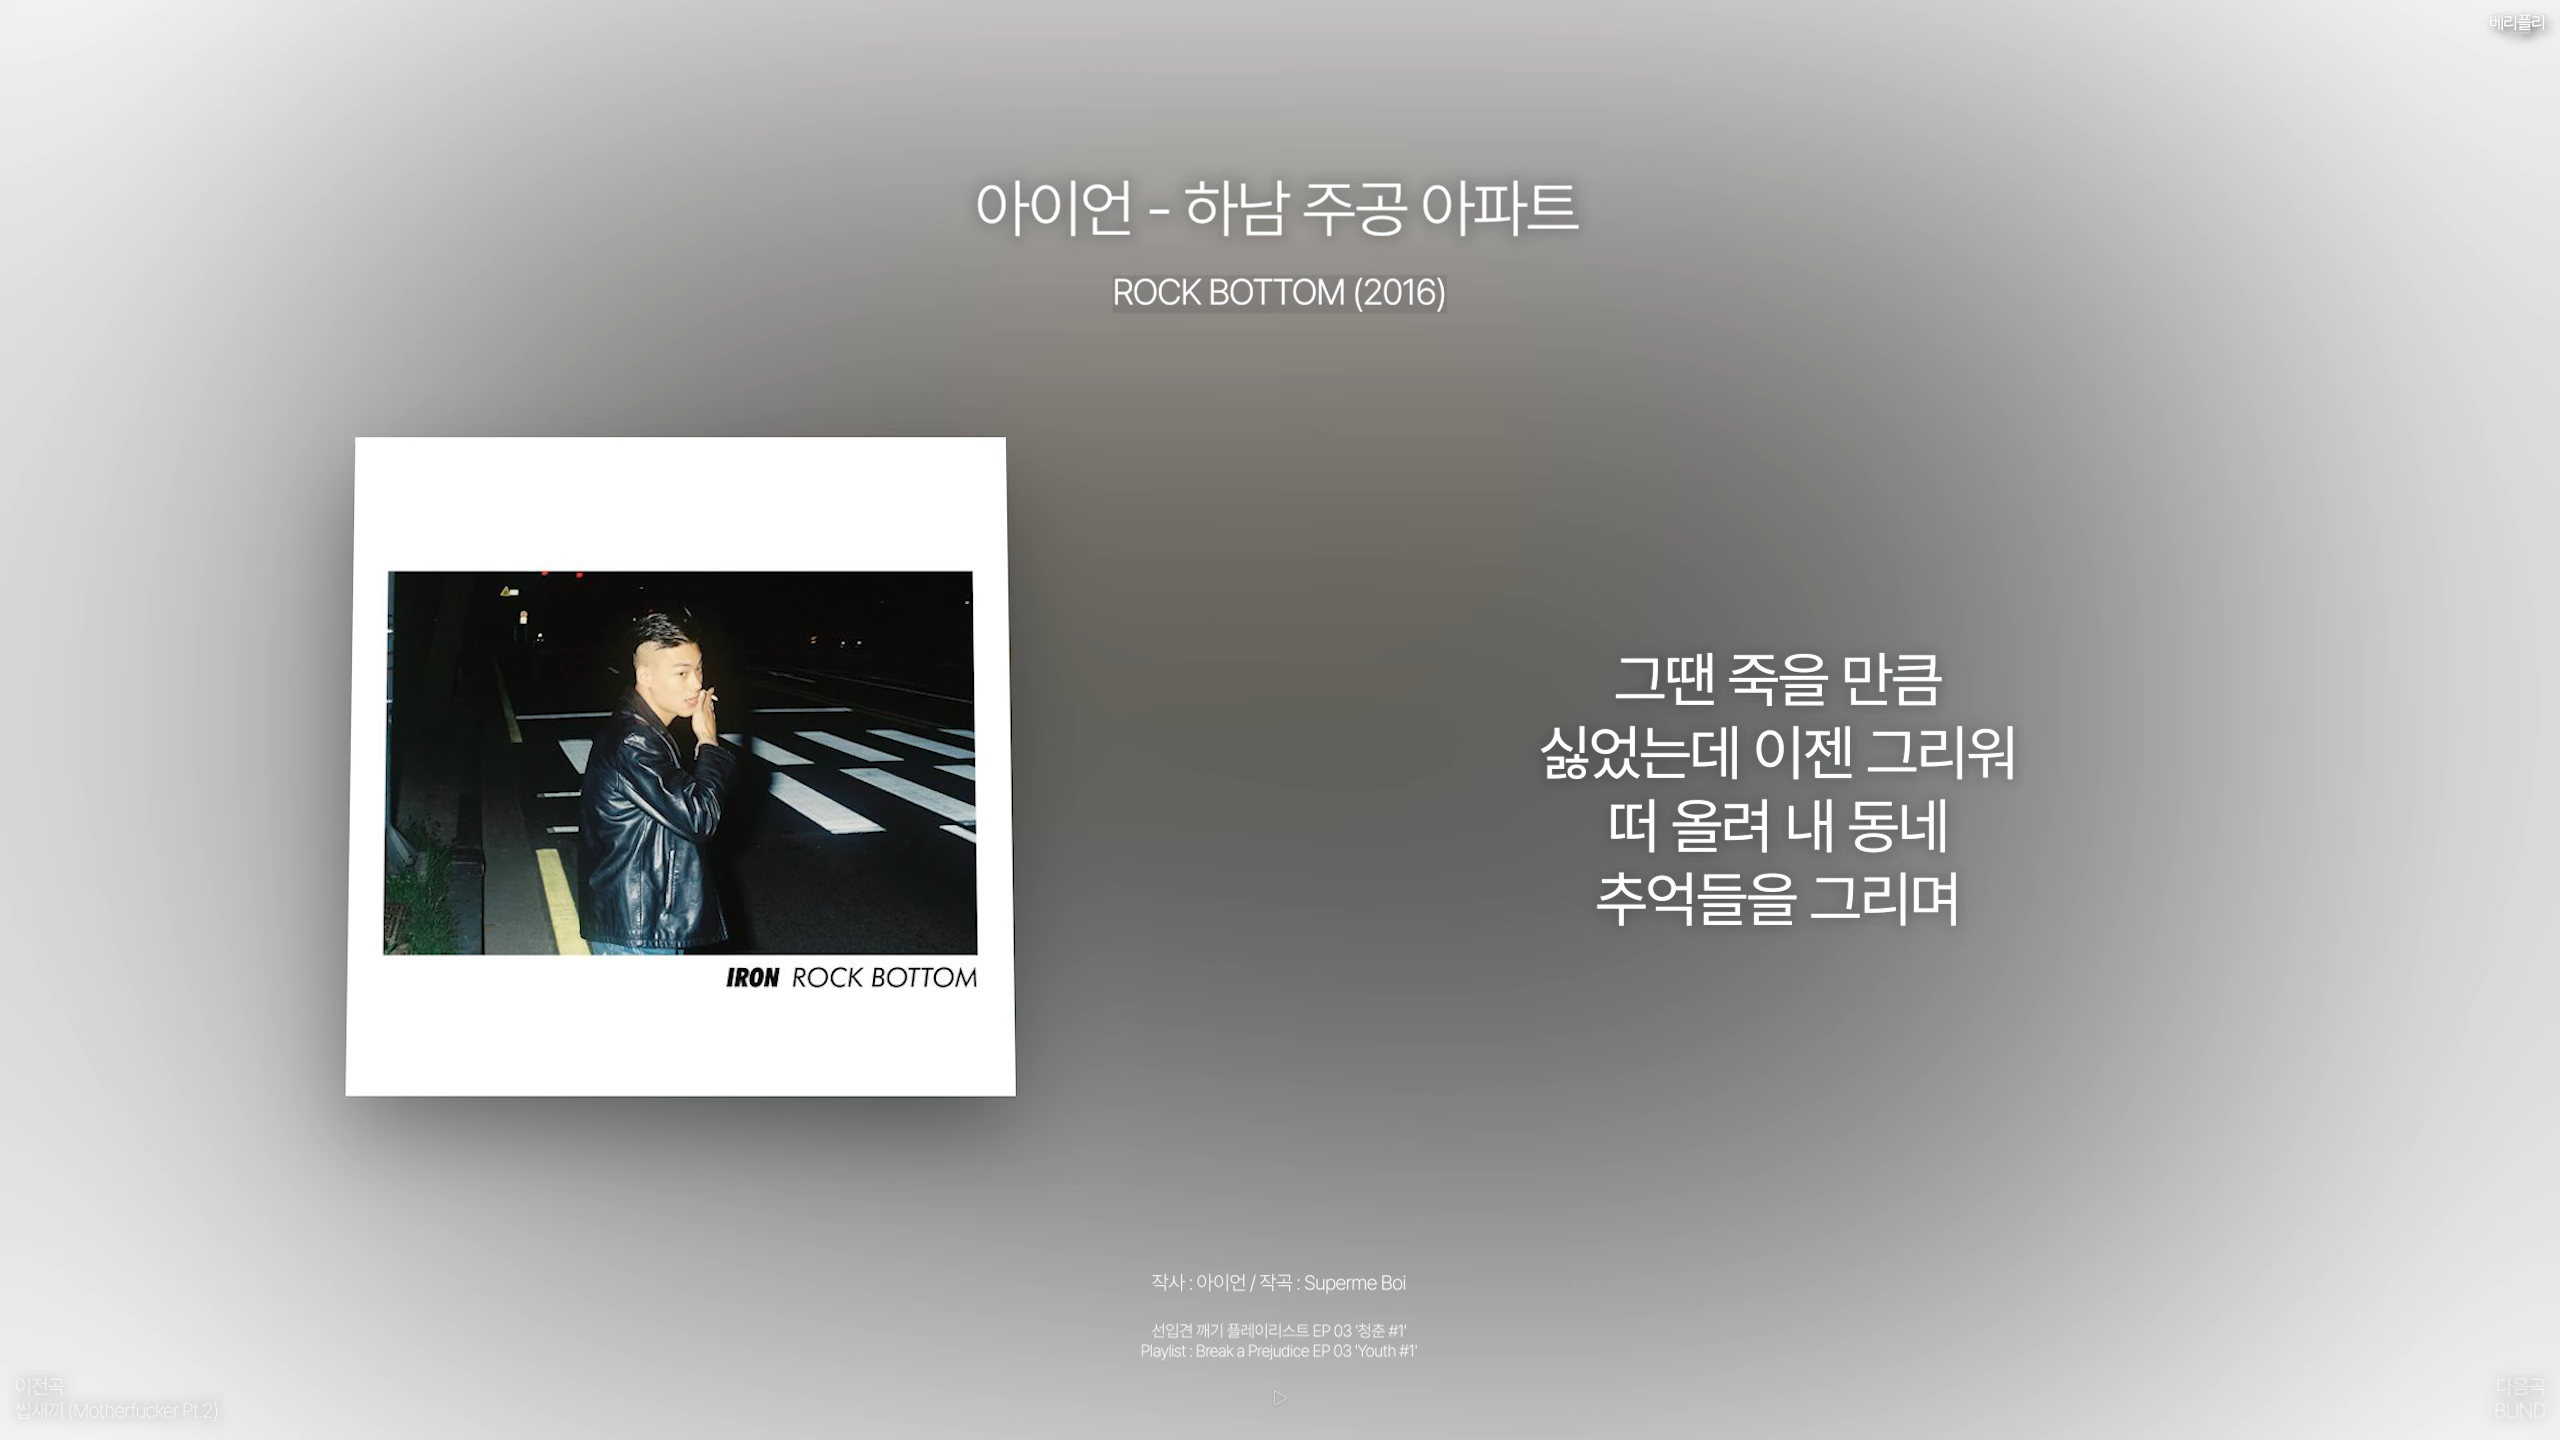 베리플리
아이언 - 하남 주공 아파트
ROCK BOTTOM (2016)
IRON ROCK BOTTOM
그땐 죽을 만큼
싫었는데 이젠 그리워
떠 올려 내 동네
추억들을 그리며
작사 : 아이언 / 작곡 : Superme Boi
선입견 깨기 플레이리스트 EP 03 '청춘 #1'
Playlist : Break a Prejudice EP 03 'Youth #1'
이전곡
씹새끼 (Motherfucker Pt.2)
다음곡
BLIND